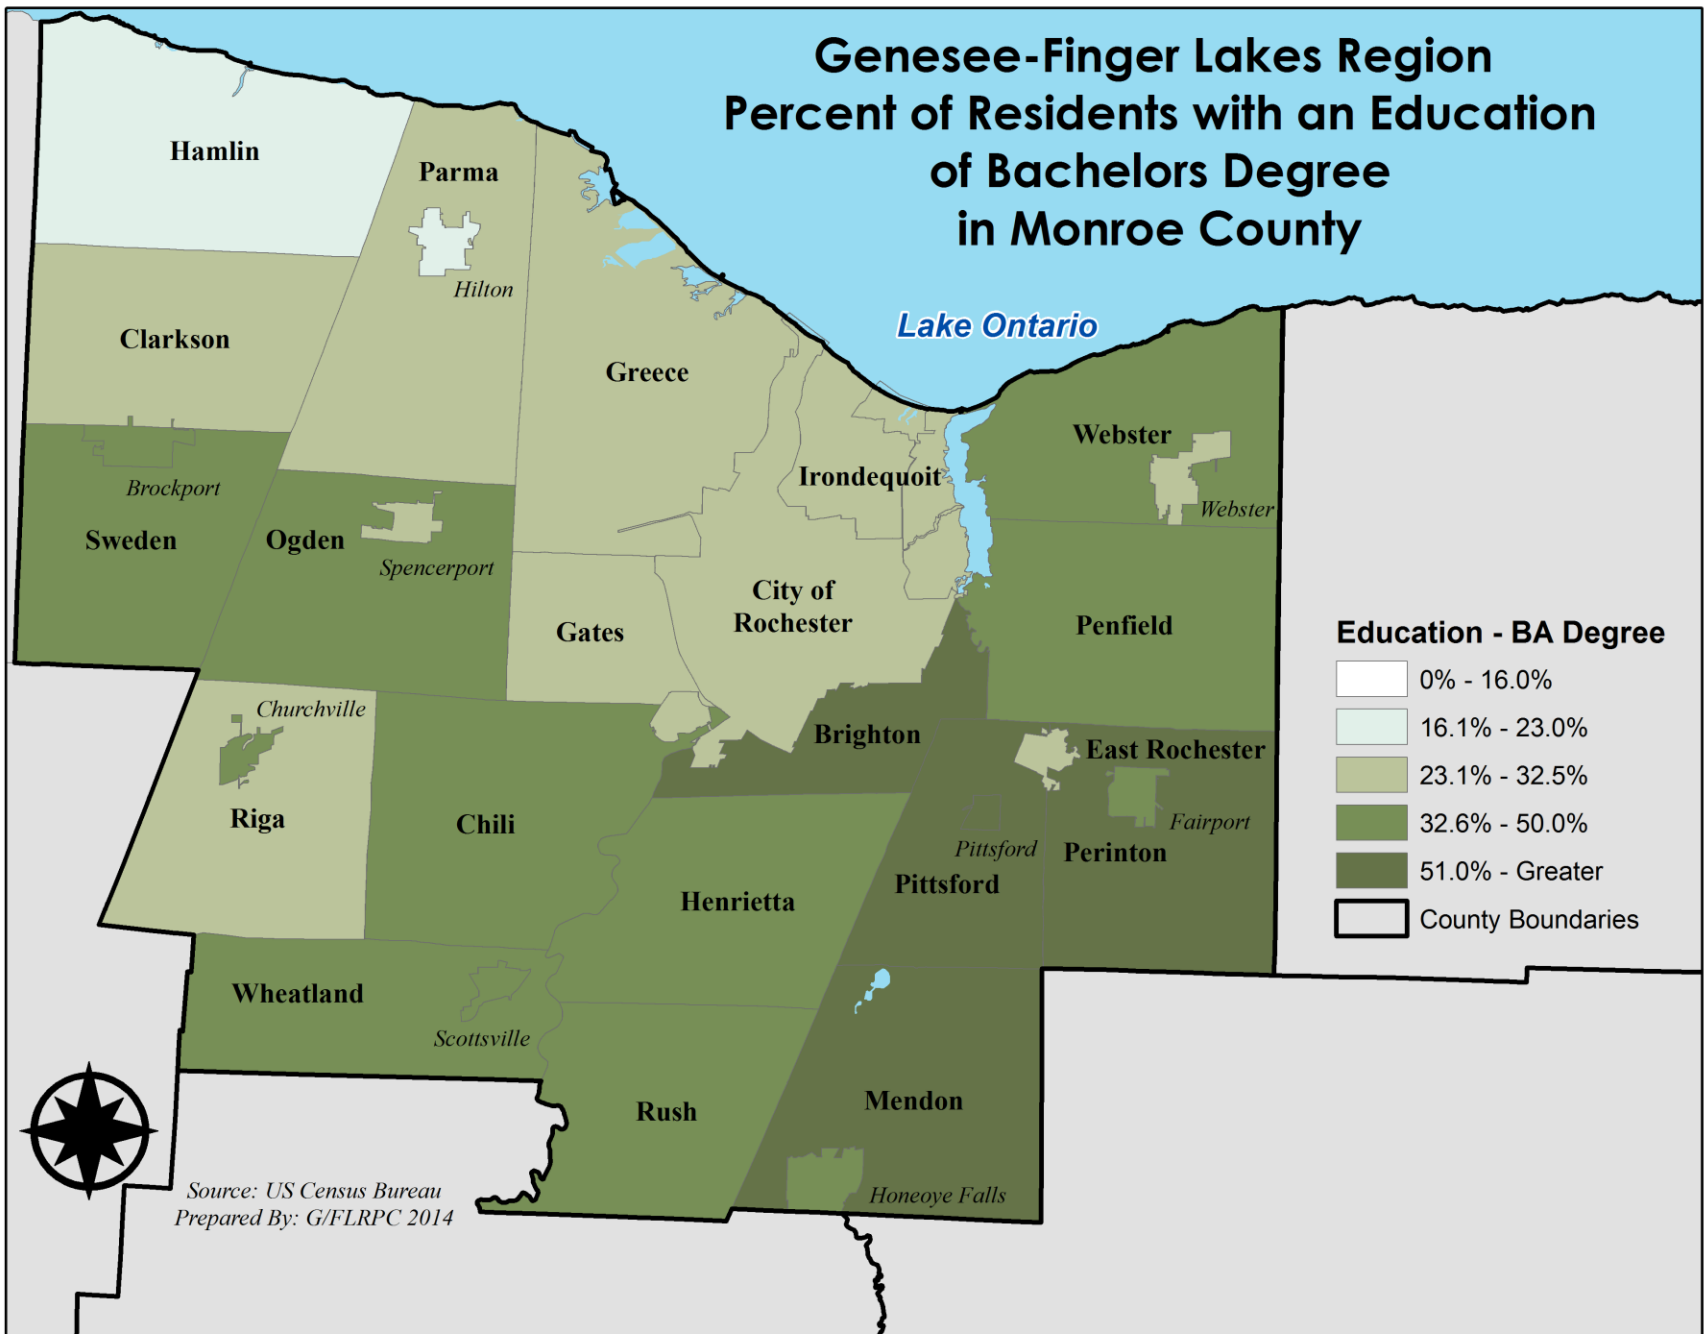 Genesee-Finger Lakes Region
Percent of Residents with an Education
of Bachelors Degree
in Monroe County
Hamlin
Parma
Hilton
Lake Ontario
Clarkson
Greece
Webster
Webster
Irondequoit
Brockport
Sweden
Ogden
Spencerport
City of
Rochester
Gates
Penfield
Churchville
Riga
Chili
Brighton
East Rochester
Fairport
Pittsford
Perinton
Pittsford
Henrietta
Wheatland
Scottsville
Rush
Mendon
Honeoye Falls
Education - BA Degree
0% - 16.0%
16.1% - 23.0%
23.1% - 32.5%
32.6% - 50.0%
51.0% - Greater
County Boundaries
Source: US Census Bureau
Prepared By: G/FLRPC 2014